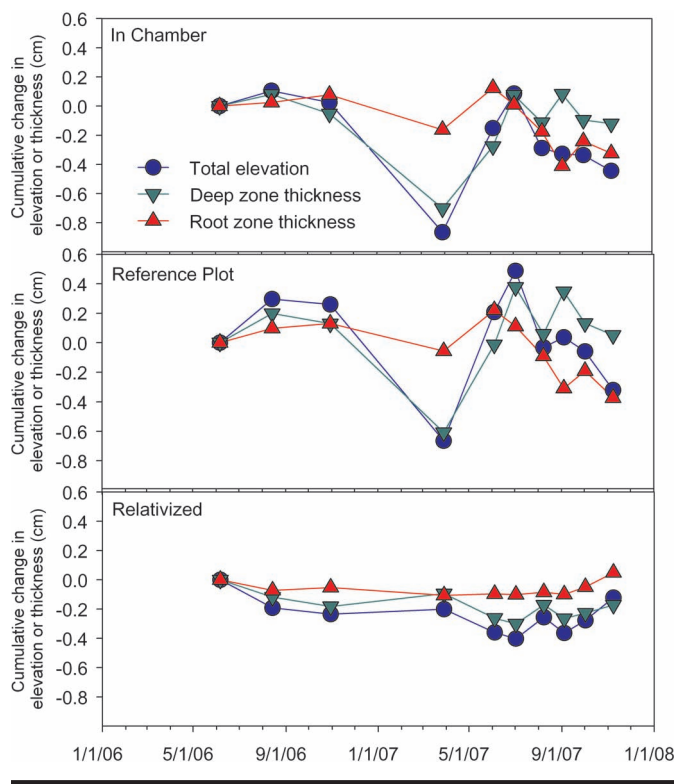 Cumulative change in
elevation or thickness (cm)
0.6
In Chamber
0.4
0.2
0.0
-0.2
-0.4
-0.6
-0.8
Total elevation
Deep zone thickness
Root zone thickness
Cumulative change in
elevation or thickness (cm)
0.6
Reference Plot
0.4
0.2
0.0
-0.2
-0.4
-0.6
-0.8
Cumulative change in
elevation or thickness (cm)
0.6
Relativized
0.4
0.2
0.0
-0.2
-0.4
-0.6
-0.8
1/1/06 5/1/06 9/1/06 1/1/07 5/1/07 9/1/07 1/1/08